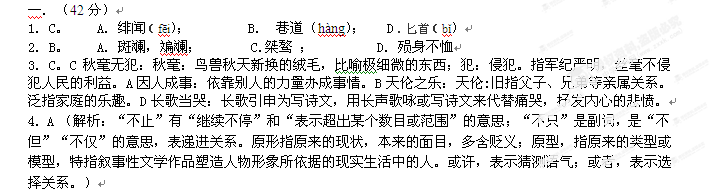 一.（42分）
1. C。 A. 绯闻（fēi）； B. 巷道（hàng）； D.匕首（bǐ）
2. B。 A. 斑斓，斒斓； C.桀骜； D. 殒身不恤
3. C。C 秋毫无犯：秋毫：鸟兽秋天新换的绒毛，比喻极细微的东西；犯：侵犯。指军纪严明，丝毫不侵
犯人民的利益。A因人成事：依靠别人的力量办成事情。B天伦之乐：天伦:旧指父子、兄弟等亲属关系。
泛指家庭的乐趣。D长歌当哭：长歌引申为写诗文，用长声歌咏或写诗文来代替痛哭，抒发内心的悲愤。
4. A （解析：“不止”有“继续不停”和“表示超出某个数目或范围”的意思；“不只”是副词，是“不
但”“不仅”的意思，表递进关系。原形指原来的现状，本来的面目，多含贬义；原型，指原来的类型或
模型，特指叙事性文学作品塑造人物形象所依据的现实生活中的人。或许，表示猜测语气；或者，表示选
择关系。）